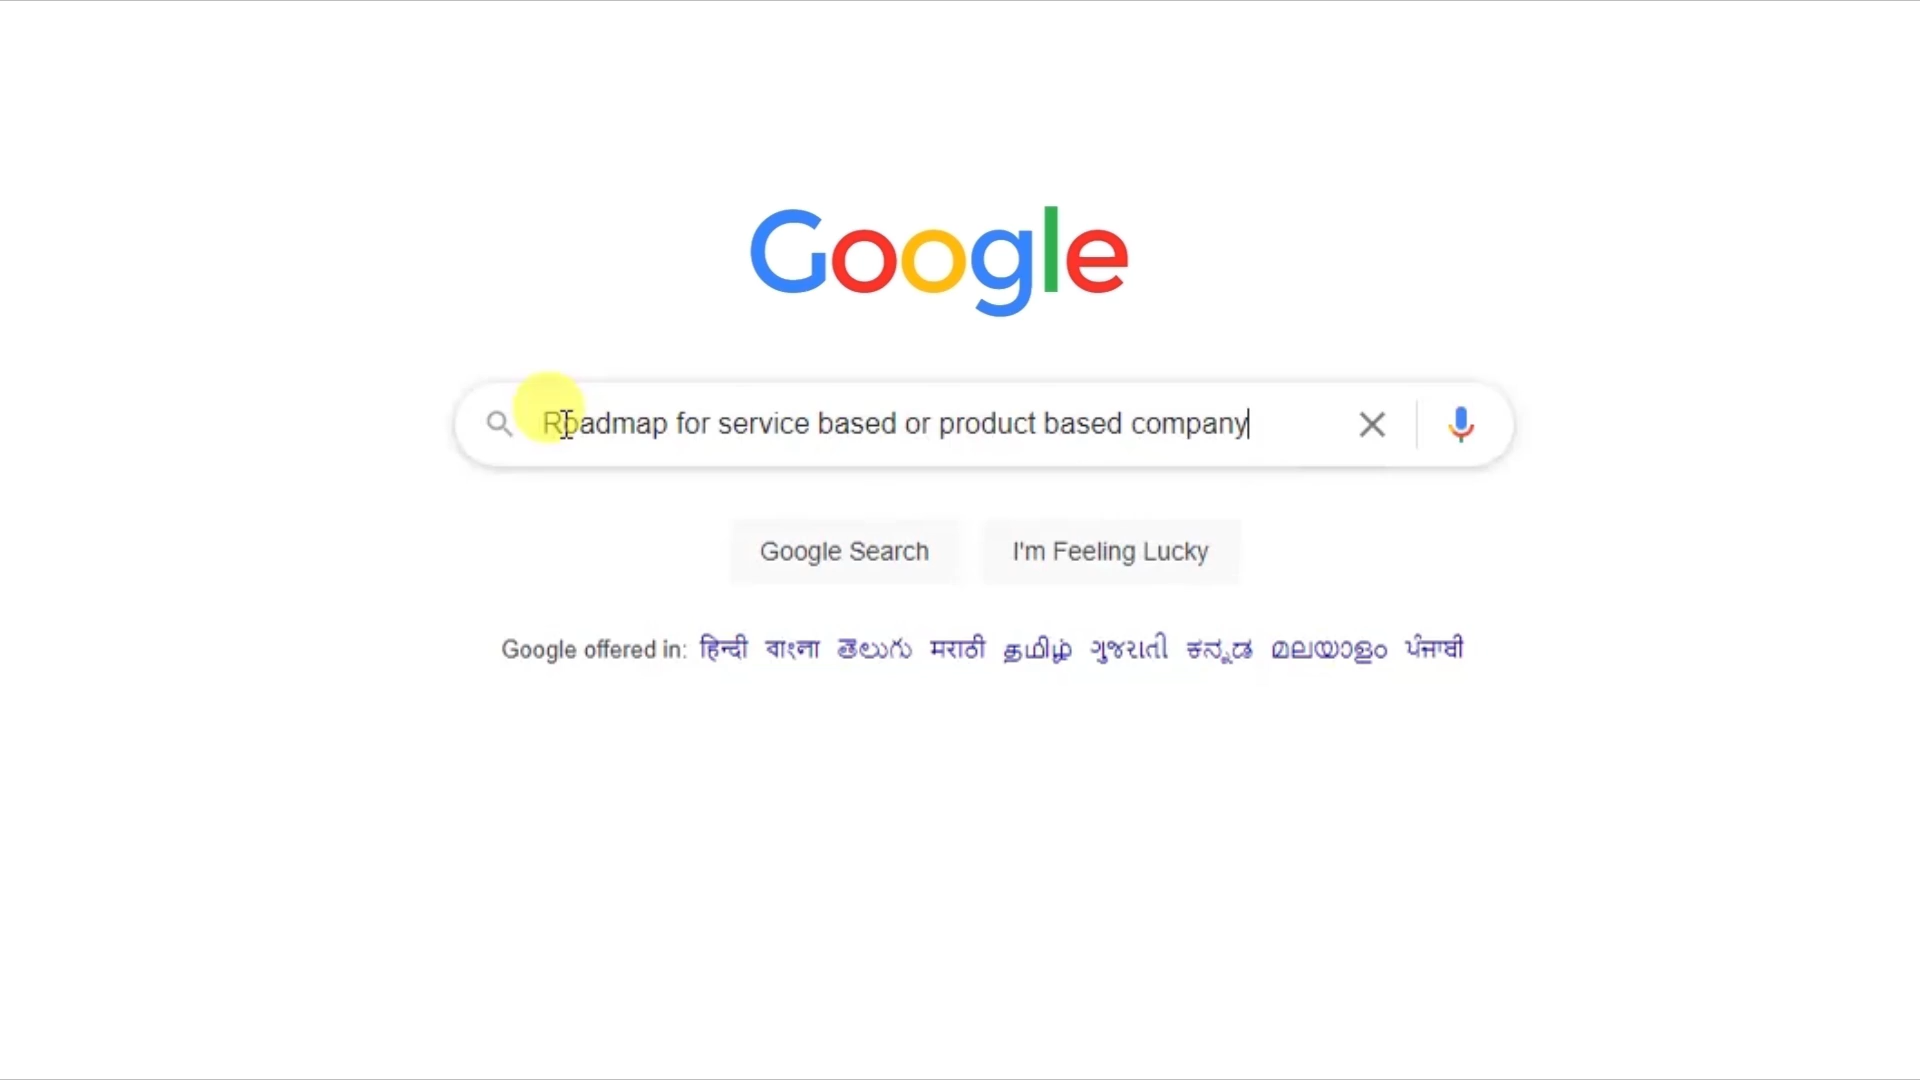 Google
Roadmap for service based or product based company
Google Search I'm Feeling Lucky
Google offered in: हिन्दी বাংলা తెలుగు मराठी தமிழ் ગુજરાતી ಕನ್ನಡ മലയാളം ਪੰਜਾਬੀ